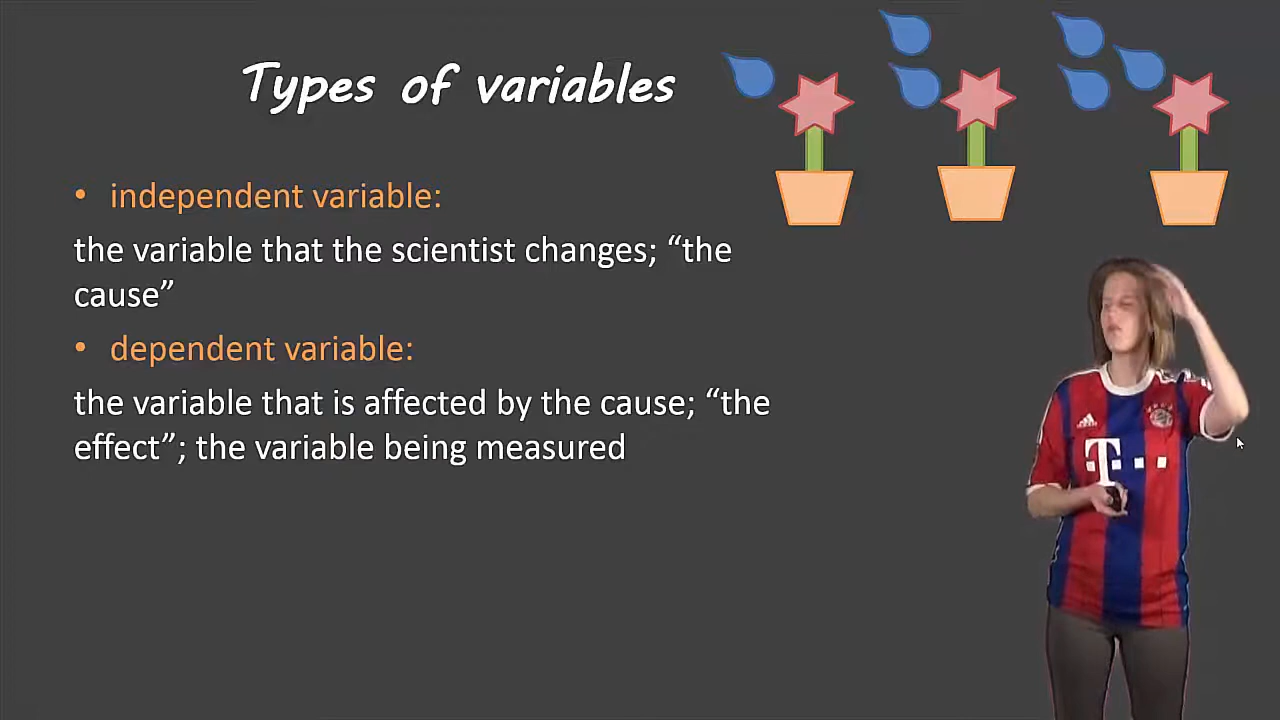 Types of variables
• independent variable:
the variable that the scientist changes; “the
cause”
• dependent variable:
the variable that is affected by the cause; “the
effect”; the variable being measured
adidas
T